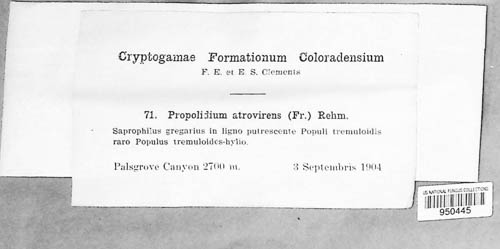 Cryptogamae Formationum Coloradensium
F. E. et E. S. Clements
71. Propolidium atrovirens (Fr.) Rehm.
Saprophilus gregarius in ligno putrescente Populi tremuloidis
raro Populus tremuloides-hylio.
Palsgrove Canyon 2700 m. 3 Septembris 1904
US NATIONAL FUNGUS COLLECTIONS
950445